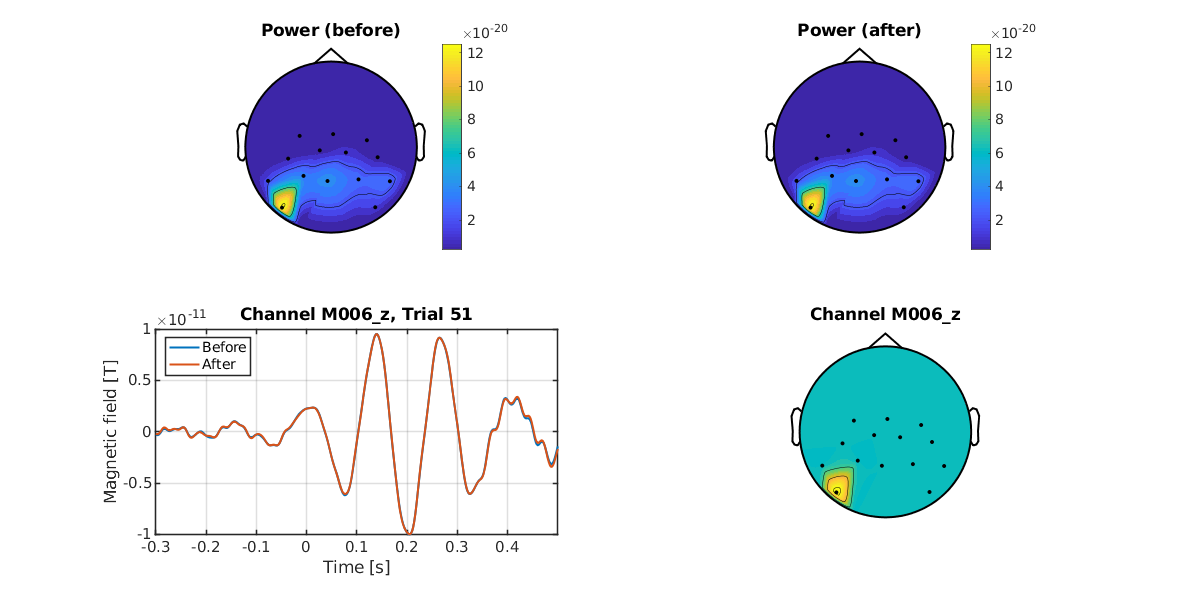 Power (before)
×10-20
12
10
8
6
4
2
Power (after)
×10-20
12
10
8
6
4
2
Channel M006_z, Trial 51
×10-11
1
0.5
0
-0.5
-1
Magnetic field [T]
Before
After
-0.3 -0.2 -0.1 0 0.1 0.2 0.3 0.4
Time [s]
Channel M006_z